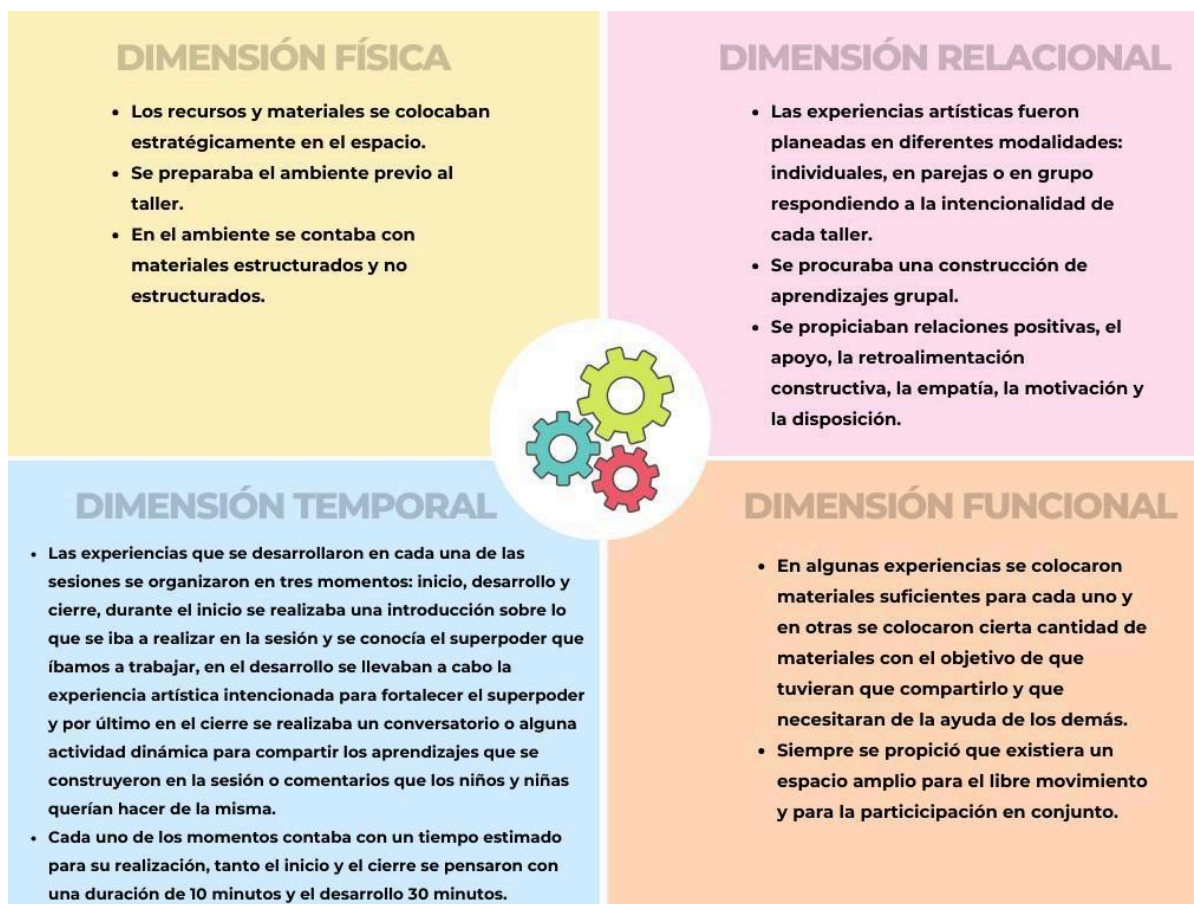 DIMENSIÓN FÍSICA
• Los recursos y materiales se colocaban
estratégicamente en el espacio.
• Se preparaba el ambiente previo al
taller.
• En el ambiente se contaba con
materiales estructurados y no
estructurados.
DIMENSIÓN RELACIONAL
• Las experiencias artísticas fueron
planeadas en diferentes modalidades:
individuales, en parejas o en grupo
respondiendo a la intencionalidad de
cada taller.
• Se procuraba una construcción de
aprendizajes grupal.
• Se propiciaban relaciones positivas, el
apoyo, la retroalimentación
constructiva, la empatía, la motivación y
la disposición.
DIMENSIÓN TEMPORAL
• Las experiencias que se desarrollaron en cada una de las
sesiones se organizaron en tres momentos: inicio, desarrollo y
cierre, durante el inicio se realizaba una introducción sobre lo
que se iba a realizar en la sesión y se conocía el superpoder que
íbamos a trabajar, en el desarrollo se llevaban a cabo la
experiencia artística intencionada para fortalecer el superpoder
y por último en el cierre se realizaba un conversatorio o alguna
actividad dinámica para compartir los aprendizajes que se
construyeron en la sesión o comentarios que los niños y niñas
querían hacer de la misma.
• Cada uno de los momentos contaba con un tiempo estimado
para su realización, tanto el inicio y el cierre se pensaron con
una duración de 10 minutos y el desarrollo 30 minutos.
DIMENSIÓN FUNCIONAL
• En algunas experiencias se colocaron
materiales suficientes para cada uno y
en otras se colocaron cierta cantidad de
materiales con el objetivo de que
tuvieran que compartirlo y que
necesitaran de la ayuda de los demás.
• Siempre se propició que existiera un
espacio amplio para el libre movimiento
y para la particicipación en conjunto.